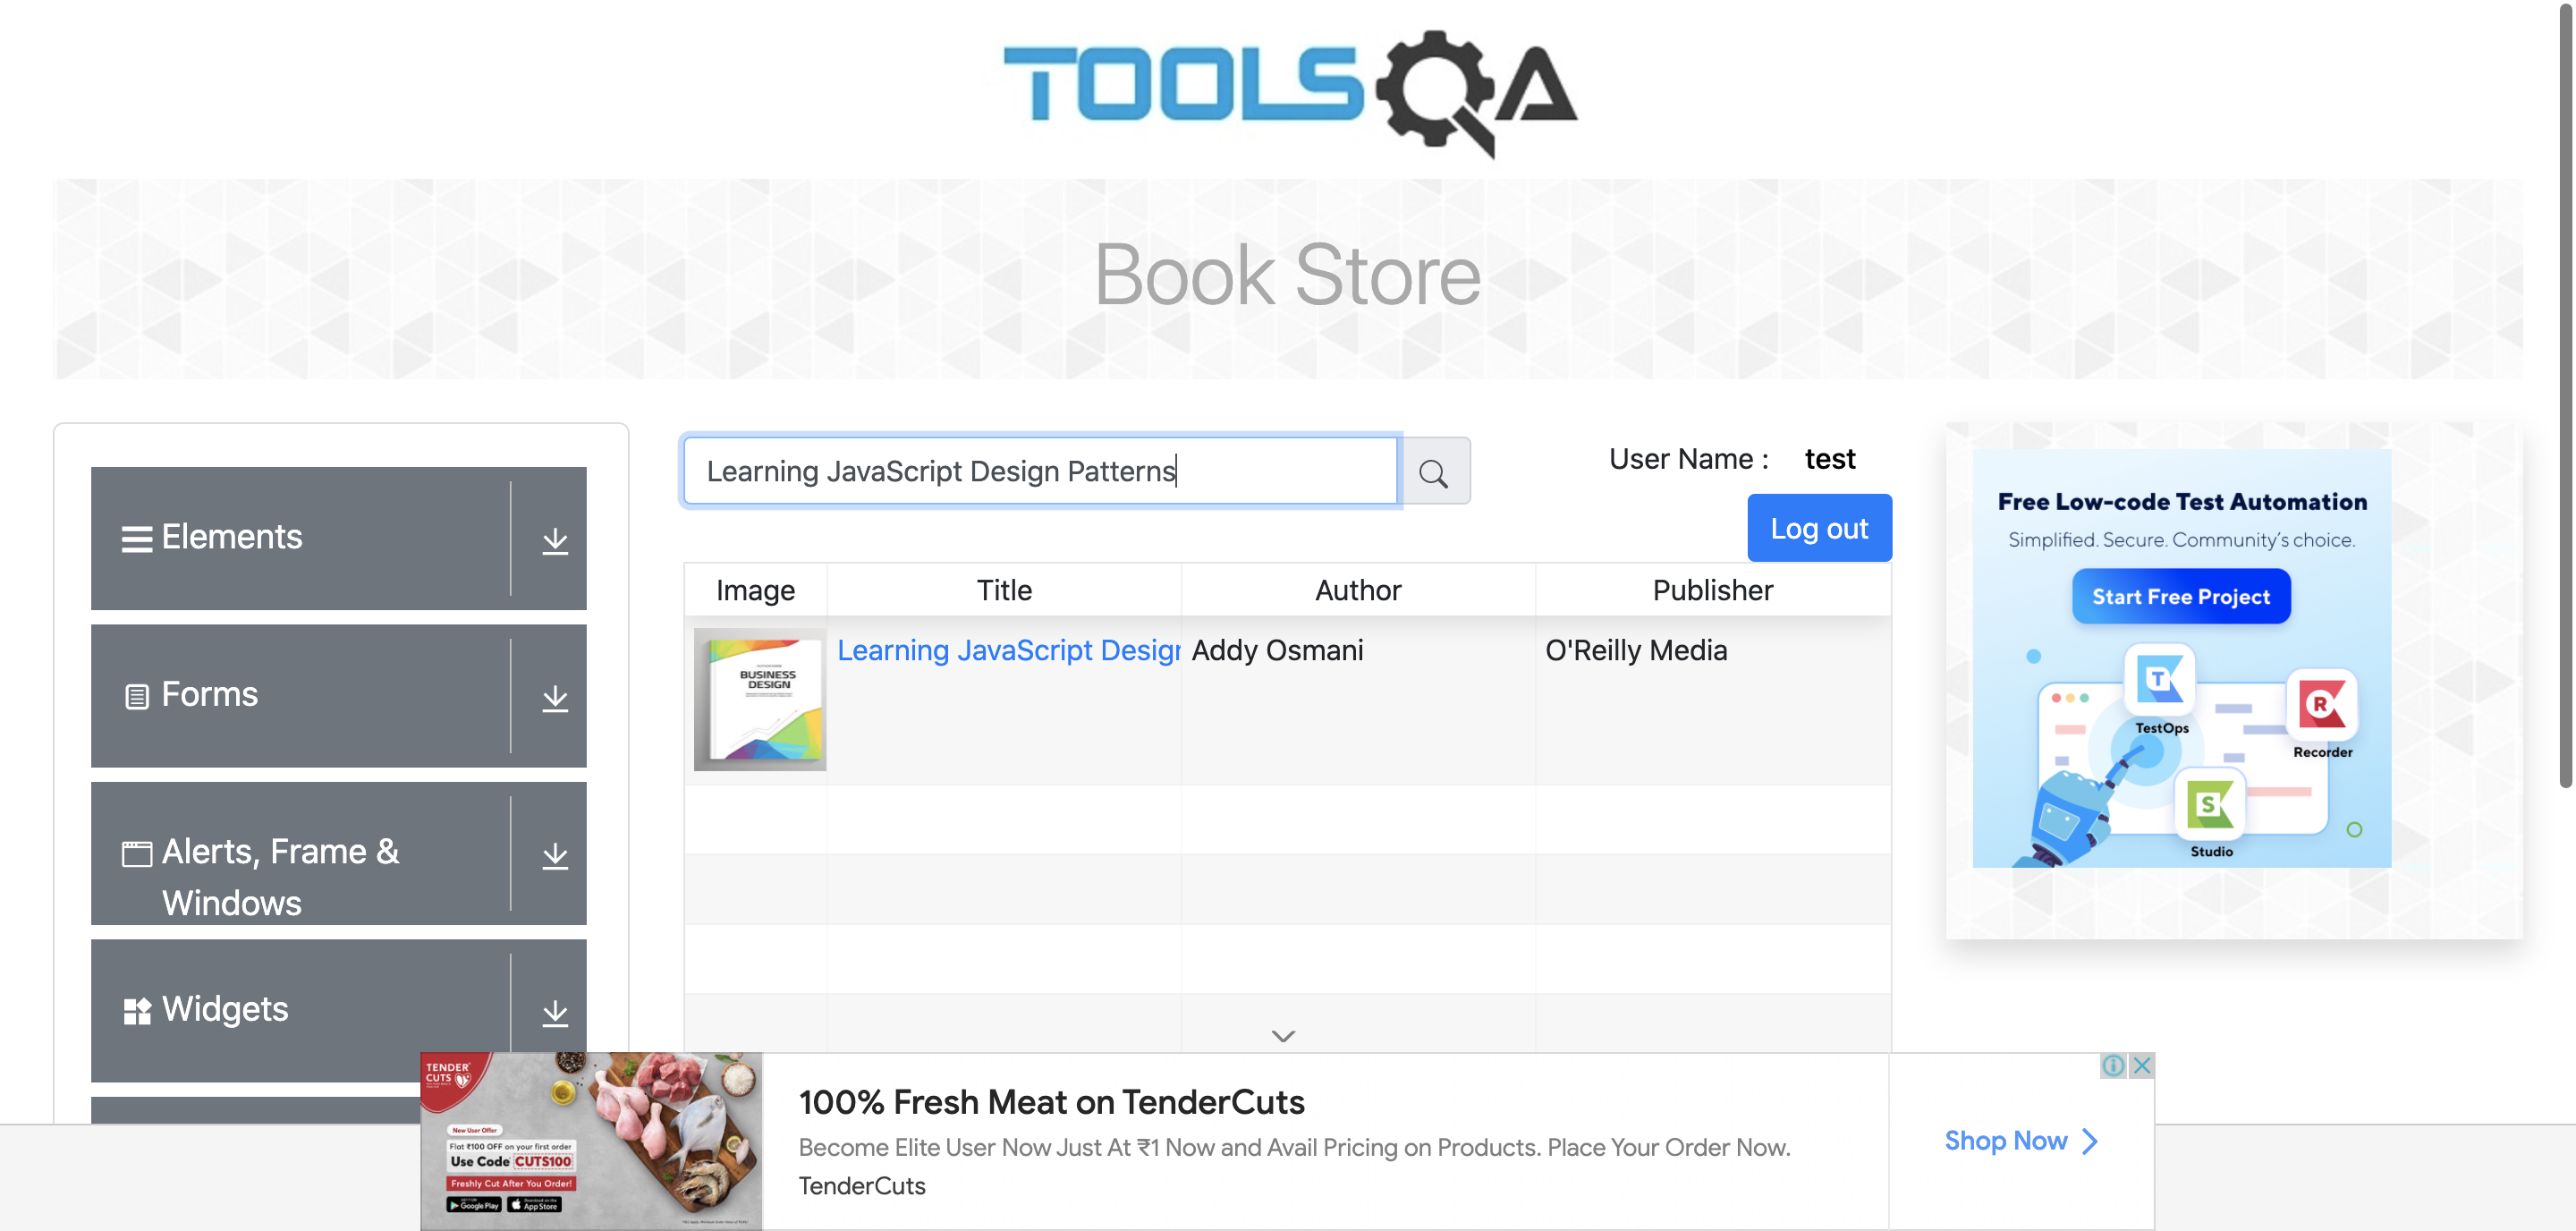 TOOLSQA
Book Store
Learning JavaScript Design Patterns
User Name : test
Log out
Elements
Forms
Alerts, Frame &
Windows
Widgets
Image Title Author Publisher
BUSINESS
DESIGN
Learning JavaScript Design Addy Osmani O'Reilly Media
Free Low-code Test Automation
Simplified. Secure. Community's choice.
Start Free Project
T
TestOps
R
Recorder
S
Studio
TENDER
CUTS
New User Offer
Flat ₹100 OFF on your first order
Use Code CUTS100
Freshly Cut After You Order!
Google Play
App Store
100% Fresh Meat on TenderCuts
Become Elite User Now Just At ₹1 Now and Avail Pricing on Products. Place Your Order Now.
TenderCuts
Shop Now